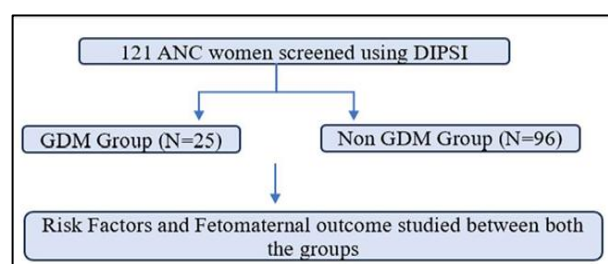 121 ANC women screened using DIPSI
GDM Group (N=25)
Non GDM Group (N=96)
Risk Factors and Fetomaternal outcome studied between both
the groups